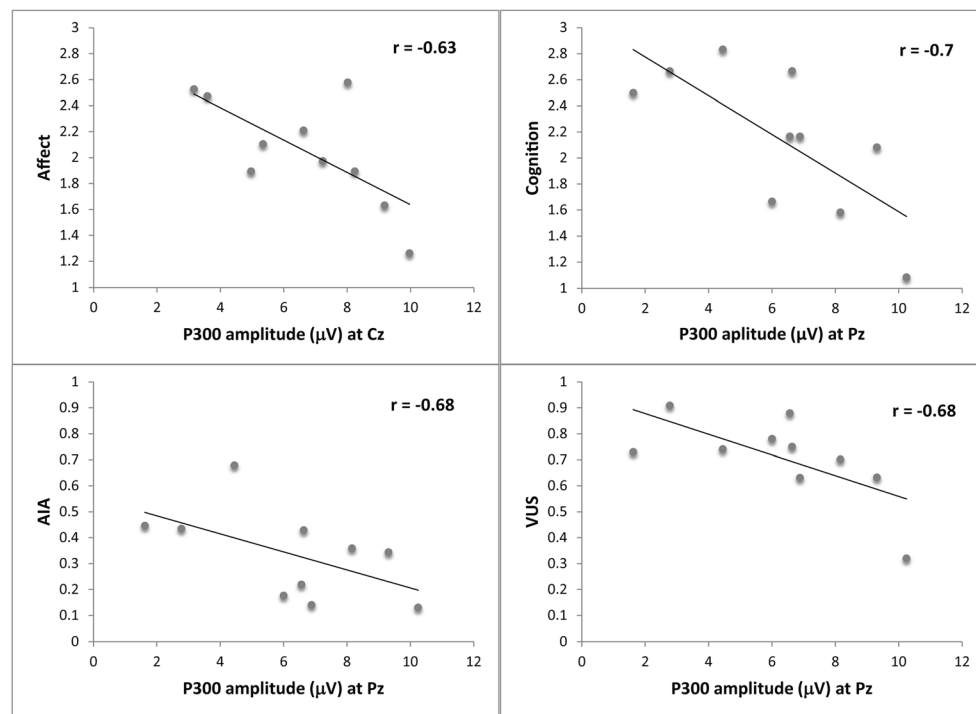 r = -0.63
3
2.8
2.6
2.4
2.2
2
1.8
1.6
1.4
1.2
1
Affect
0 2 4 6 8 10 12
P300 amplitude (μV) at Cz
r = -0.7
3
2.8
2.6
2.4
2.2
2
1.8
1.6
1.4
1.2
1
Cognition
0 2 4 6 8 10 12
P300 aplitude (μV) at Pz
r = -0.68
1
0.9
0.8
0.7
0.6
0.5
0.4
0.3
0.2
0.1
0
AIA
0 2 4 6 8 10 12
P300 amplitude (μV) at Pz
r = -0.68
1
0.9
0.8
0.7
0.6
0.5
0.4
0.3
0.2
0.1
0
VUS
0 2 4 6 8 10 12
P300 amplitude (μV) at Pz